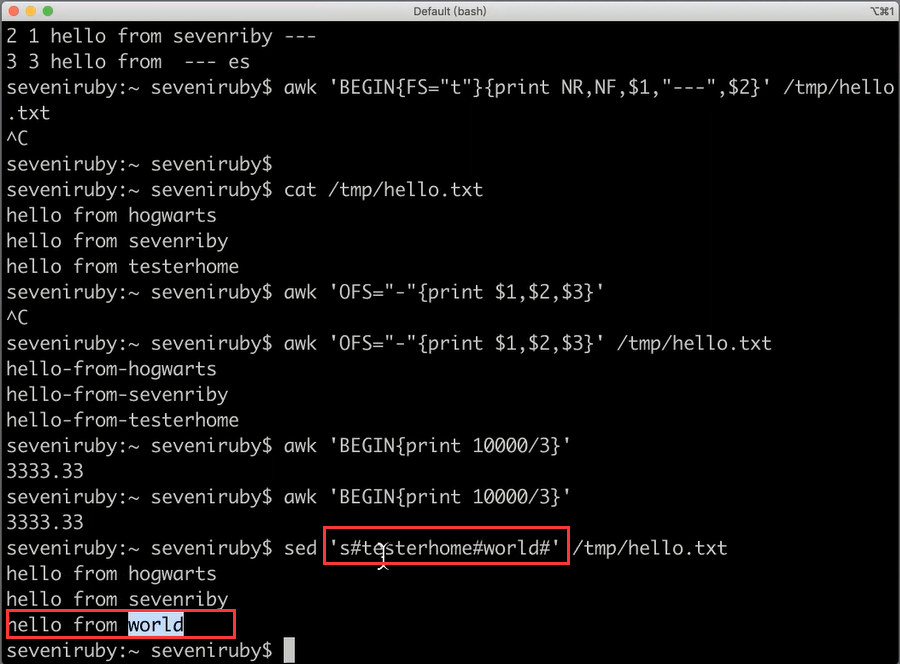 Default (bash)
⌥⌘1
2 1 hello from sevenriby ---
3 3 hello from  --- es
seveniruby:~ seveniruby$ awk 'BEGIN{FS="t"}{print NR,NF,$1,"---",$2}' /tmp/hello
.txt
^C
seveniruby:~ seveniruby$
seveniruby:~ seveniruby$ cat /tmp/hello.txt
hello from hogwarts
hello from sevenriby
hello from testerhome
seveniruby:~ seveniruby$ awk 'OFS="-"{print $1,$2,$3}'
^C
seveniruby:~ seveniruby$ awk 'OFS="-"{print $1,$2,$3}' /tmp/hello.txt
hello-from-hogwarts
hello-from-sevenriby
hello-from-testerhome
seveniruby:~ seveniruby$ awk 'BEGIN{print 10000/3}'
3333.33
seveniruby:~ seveniruby$ awk 'BEGIN{print 10000/3}'
3333.33
seveniruby:~ seveniruby$ sed 's#testerhome#world#' /tmp/hello.txt
hello from hogwarts
hello from sevenriby
hello from world
seveniruby:~ seveniruby$